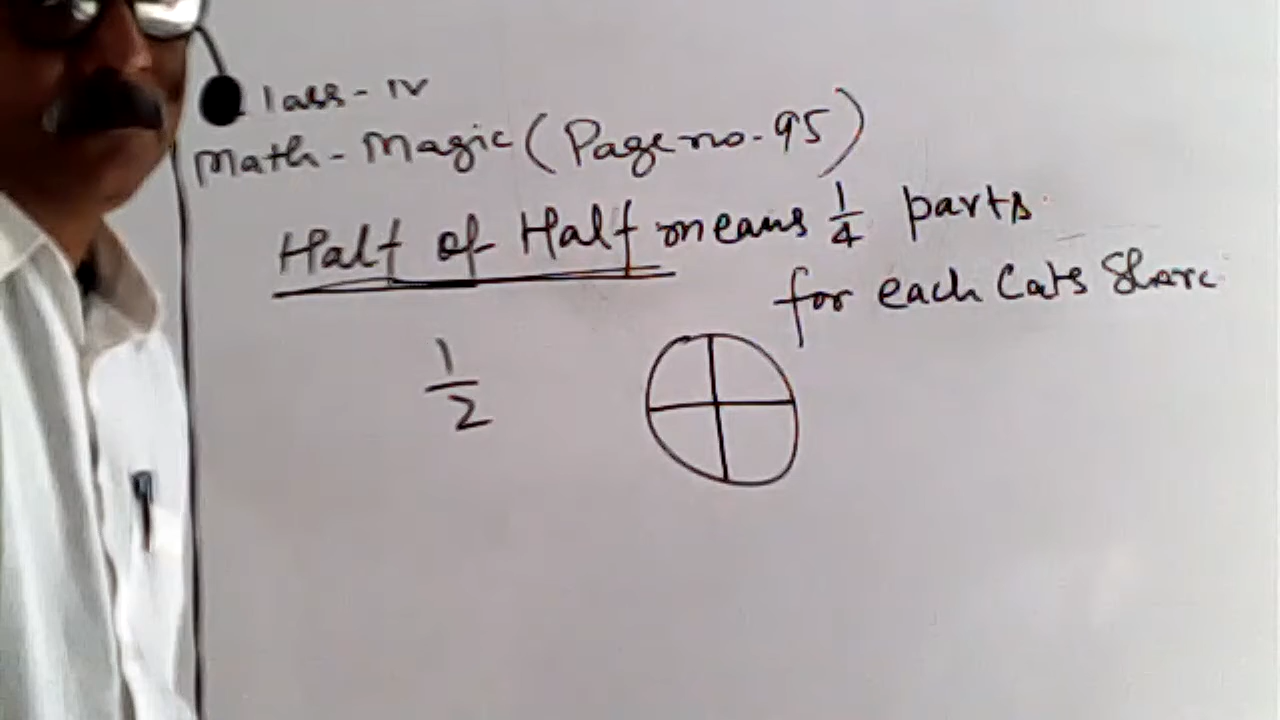 Class - IV
Math - Magic (Page no. 95)
Half of Half means 1/4 parts
for each Cats Share
1/2